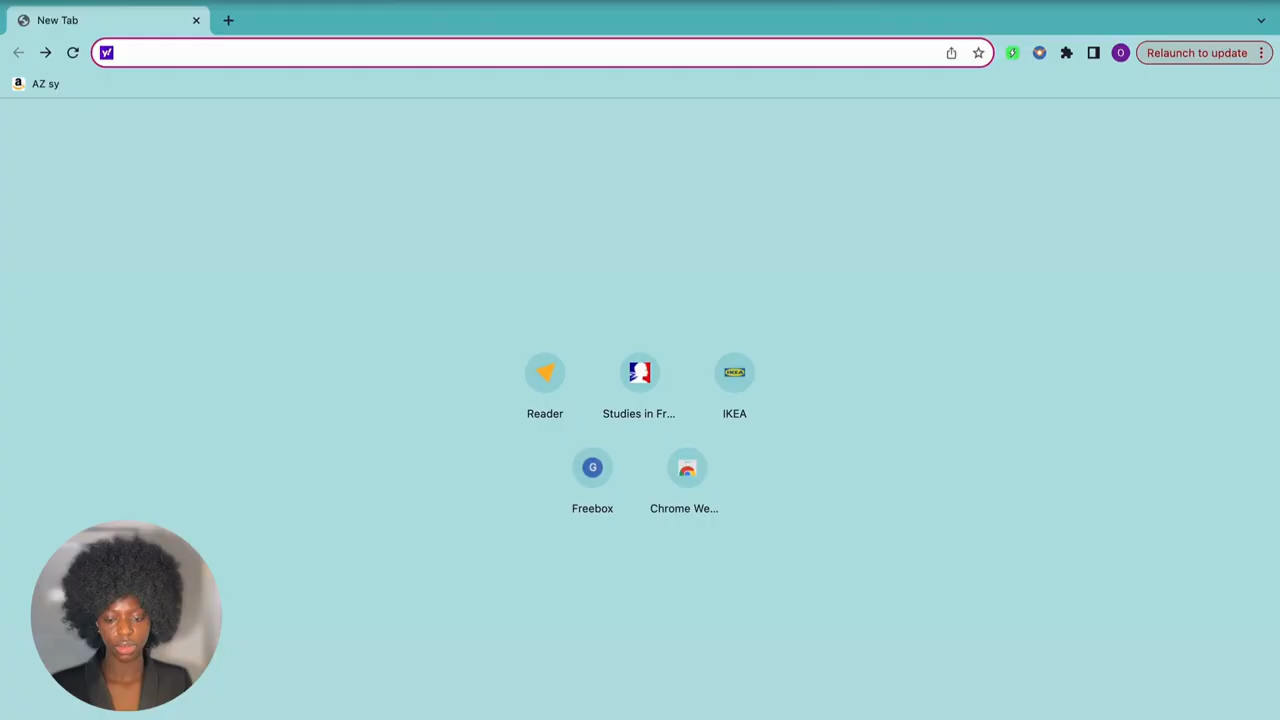 New Tab
Relaunch to update
AZ sy
Reader
Studies in Fr...
IKEA
Freebox
Chrome We...